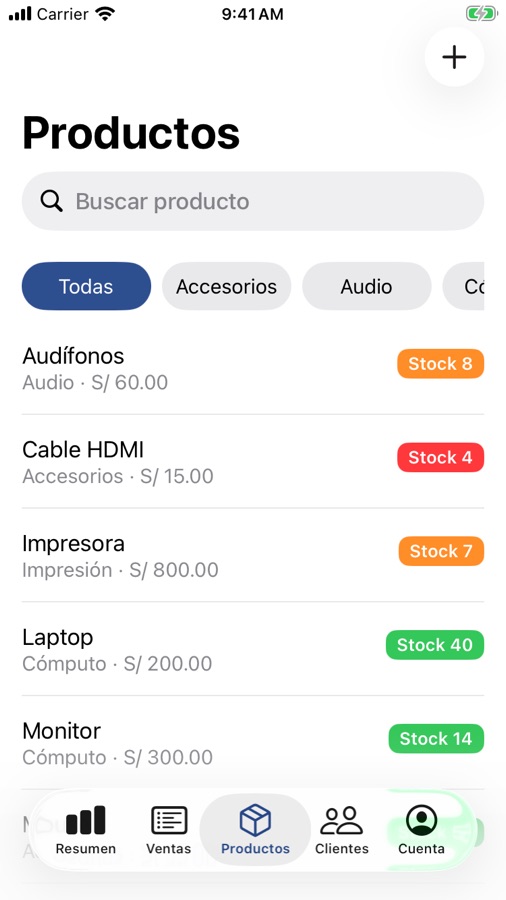 Carrier 9:41 AM
Productos
Buscar producto
Todas Accesorios Audio
Audífonos
Audio · S/ 60.00
Stock 8
Cable HDMI
Accesorios · S/ 15.00
Stock 4
Impresora
Impresión · S/ 800.00
Stock 7
Laptop
Cómputo · S/ 200.00
Stock 40
Monitor
Cómputo · S/ 300.00
Stock 14
Resumen Ventas Productos Clientes Cuenta